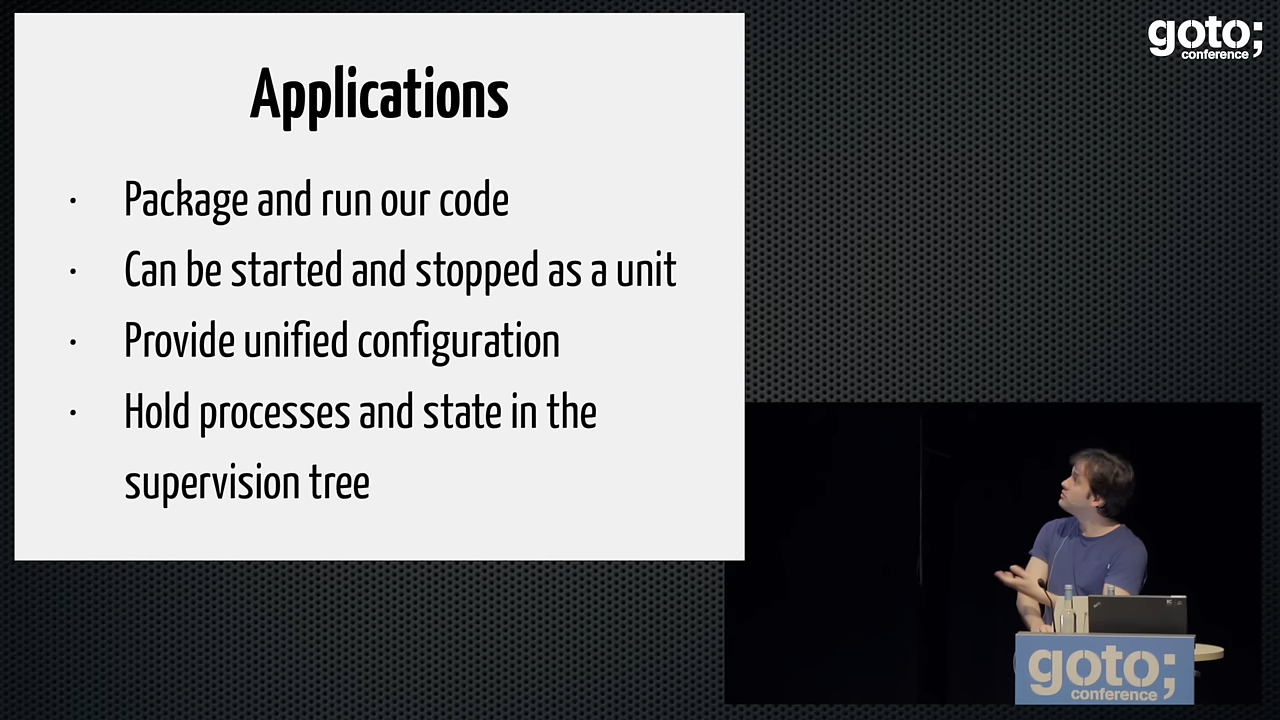 Applications
· Package and run our code
· Can be started and stopped as a unit
· Provide unified configuration
· Hold processes and state in the
supervision tree
goto;
conference
goto;
conference